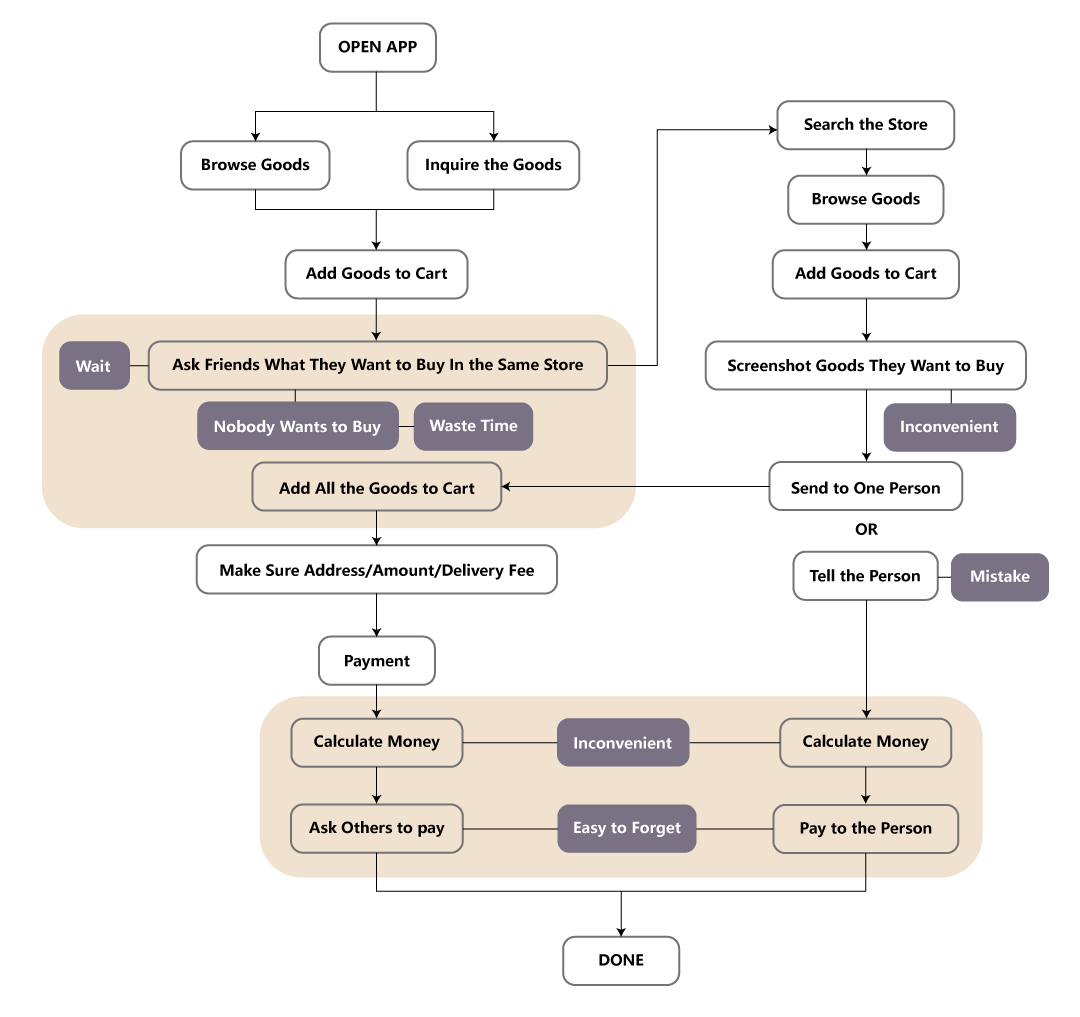 OPEN APP
Search the Store
Browse Goods
Inquire the Goods
Browse Goods
Add Goods to Cart
Add Goods to Cart
Wait
Ask Friends What They Want to Buy In the Same Store
Screenshot Goods They Want to Buy
Nobody Wants to Buy
Waste Time
Inconvenient
Add All the Goods to Cart
Send to One Person
OR
Make Sure Address/Amount/Delivery Fee
Tell the Person
Mistake
Payment
Calculate Money
Inconvenient
Calculate Money
Ask Others to pay
Easy to Forget
Pay to the Person
DONE